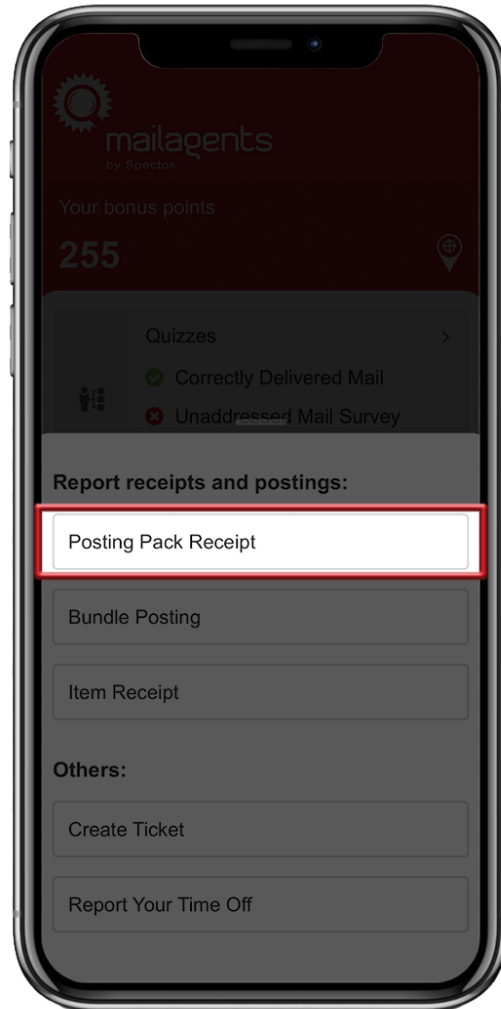 mailagents
by Spectos
Your bonus points
255
Quizzes
Correctly Delivered Mail
Unaddressed Mail Survey
Report receipts and postings:
Posting Pack Receipt
Bundle Posting
Item Receipt
Others:
Create Ticket
Report Your Time Off